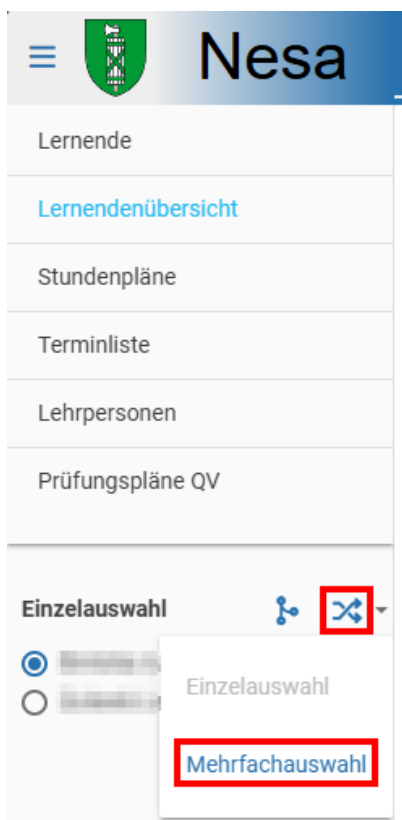 Nesa
Lernende
Lernendenübersicht
Stundenpläne
Terminliste
Lehrpersonen
Prüfungspläne QV
Einzelauswahl
Einzelauswahl
Mehrfachauswahl